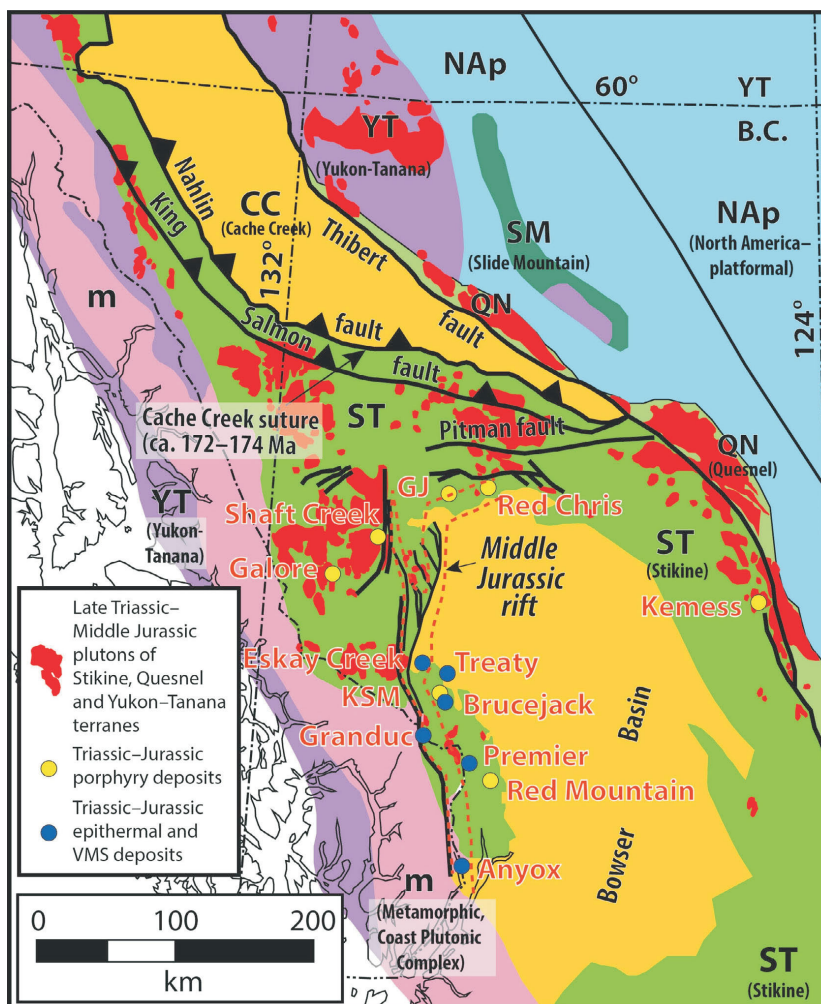 NAp
60°
YT
B.C.
YT
(Yukon-Tanana)
Nahlin
King
CC
(Cache Creek)
132°
Thibert
SM
(Slide Mountain)
NAp
(North America–
platformal)
124°
m
Salmon
fault
fault
fault
QN
Cache Creek suture
(ca. 172–174 Ma
ST
Pitman fault
QN
(Quesnel)
YT
(Yukon-
Tanana)
GJ
Red Chris
Shaft Creek
Galore
Middle
Jurassic
rift
ST
(Stikine)
Kemess
Late Triassic–
Middle Jurassic
plutons of
Stikine, Quesnel
and Yukon–Tanana
terranes
Triassic–Jurassic
porphyry deposits
Triassic–Jurassic
epithermal and
VMS deposits
Eskay Creek
Treaty
KSM
Brucejack
Granduc
Premier
Red Mountain
Anyox
Basin
Bowser
m
(Metamorphic,
Coast Plutonic
Complex)
0
100
200
km
ST
(Stikine)